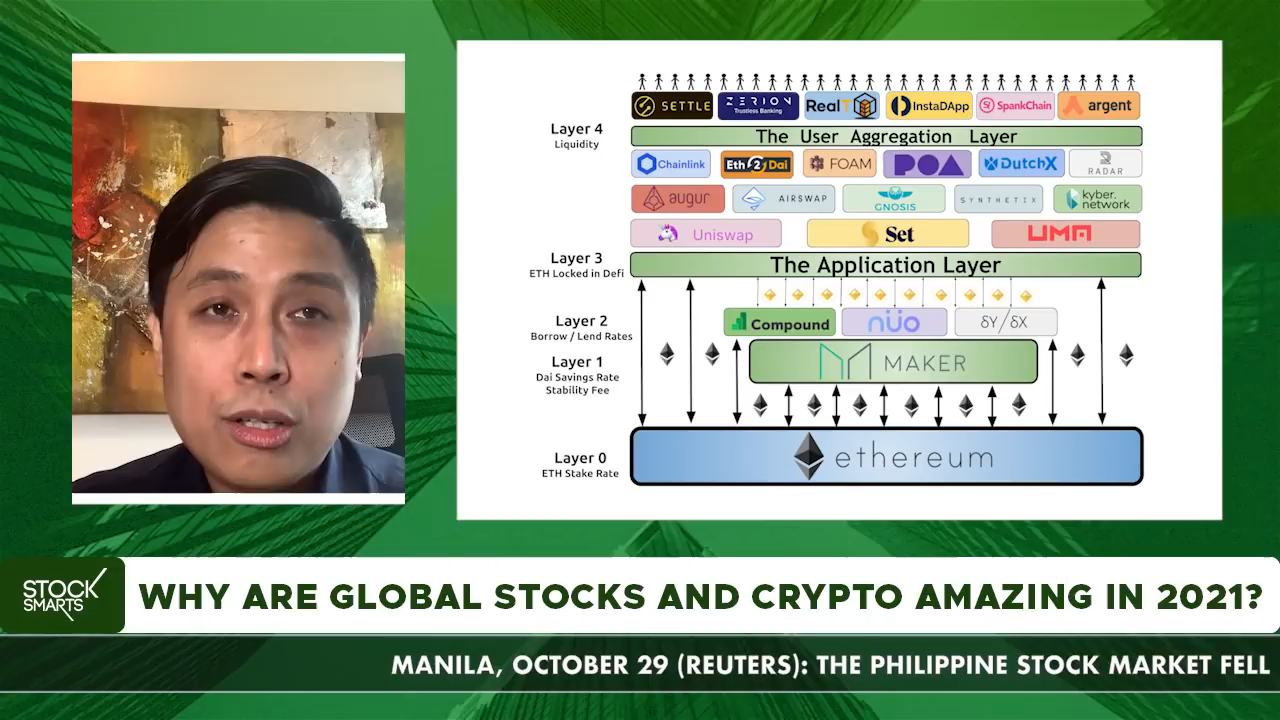 SETTLE
ZERION
Trustless Banking
RealT
InstaDApp
SpankChain
argent
Layer 4
Liquidity
The User Aggregation Layer
Chainlink
Eth2Dai
FOAM
POA
DutchX
RADAR
augur
AIRSWAP
GNOSIS
SYNTHETIX
kyber.
network
Uniswap
Set
UMA
Layer 3
ETH Locked in Defi
The Application Layer
Layer 2
Borrow / Lend Rates
Compound
nüo
δY/δX
Layer 1
Dai Savings Rate
Stability Fee
MAKER
Layer 0
ETH Stake Rate
ethereum
STOCK
SMARTS
WHY ARE GLOBAL STOCKS AND CRYPTO AMAZING IN 2021?
MANILA, OCTOBER 29 (REUTERS): THE PHILIPPINE STOCK MARKET FELL